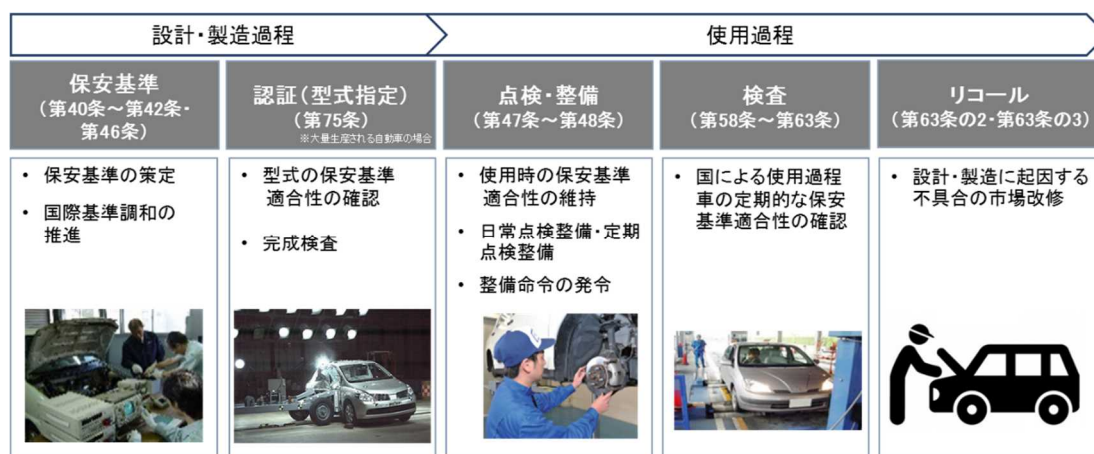 設計・製造過程
使用過程
保安基準
(第40条～第42条・
第46条)
認証(型式指定)
(第75条)
※大量生産される自動車の場合
点検・整備
(第47条～第48条)
検査
(第58条～第63条)
リコール
(第63条の2・第63条の3)
• 保安基準の策定
• 国際基準調和の
推進
• 型式の保安基準
適合性の確認
• 完成検査
• 使用時の保安基準
適合性の維持
• 日常点検整備・定期
点検整備
• 整備命令の発令
• 国による使用過程
車の定期的な保安
基準適合性の確認
• 設計・製造に起因する
不具合の市場改修